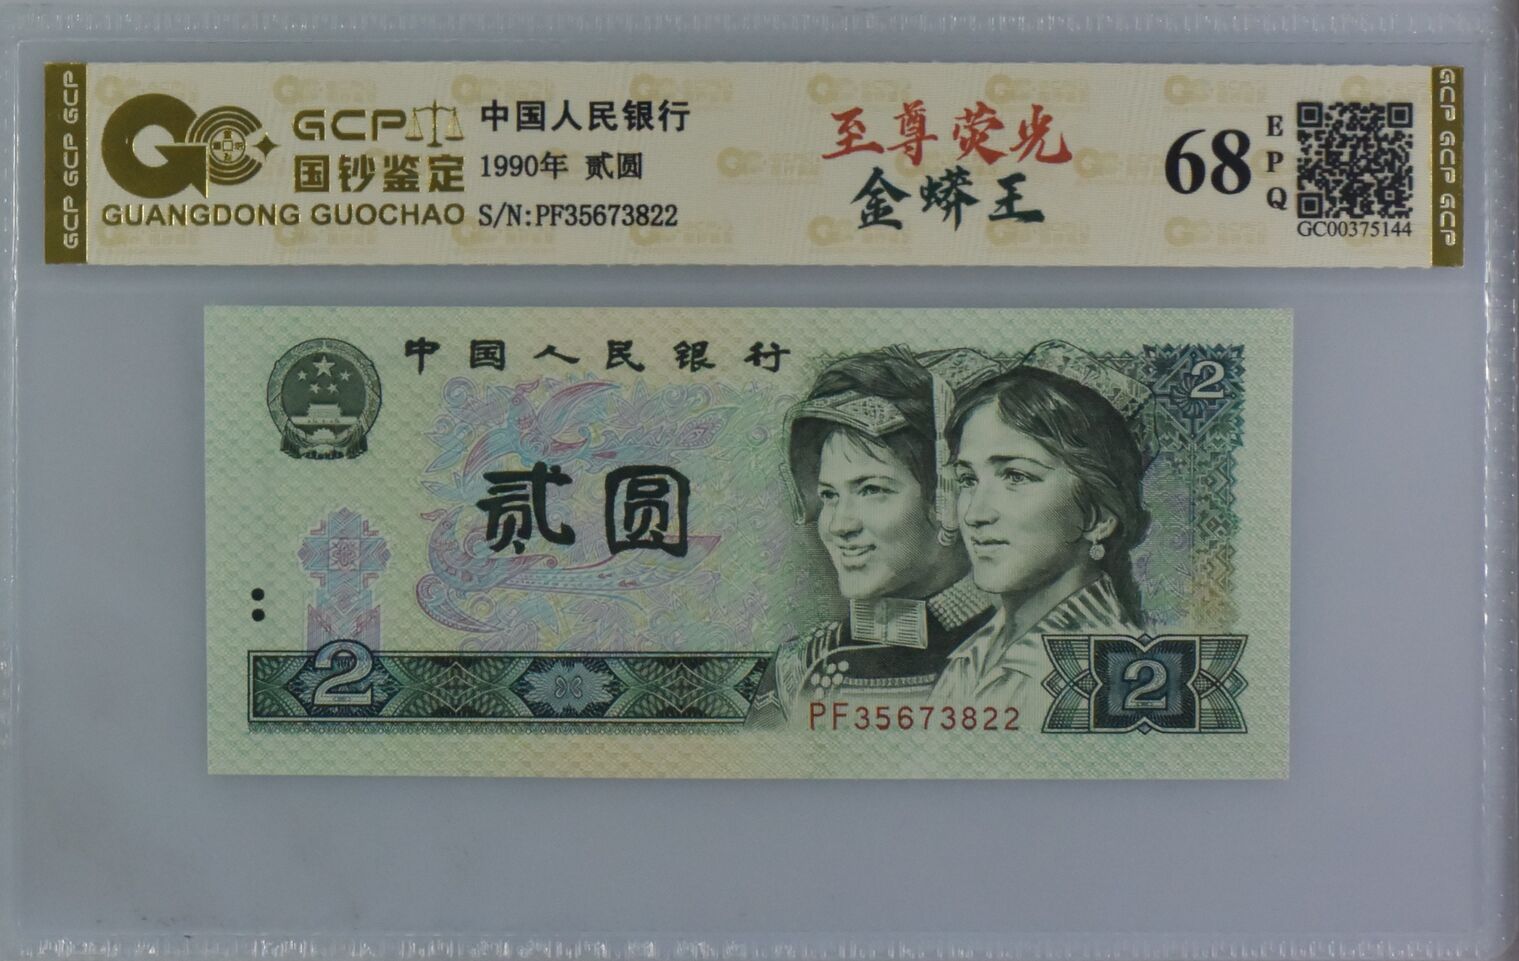 GCP GCP GCP
GCP
国钞鉴定
GUANGDONG GUOCHAO
中国人民银行
1990年 贰圆
S/N:PF35673822
至尊荧光
金蟒王
68
EPQ
GC00375144
GCP GCP GCP
中国人民银行
2
贰圆
2
PF35673822
2